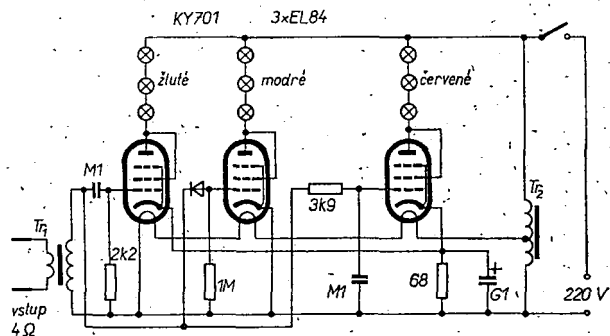 KY701 3×EL84
žluté
modré
červené
M1
Tr1
2k2
1M
3k9
M1
68
G1
Tr2
vstup
4Ω
220 V